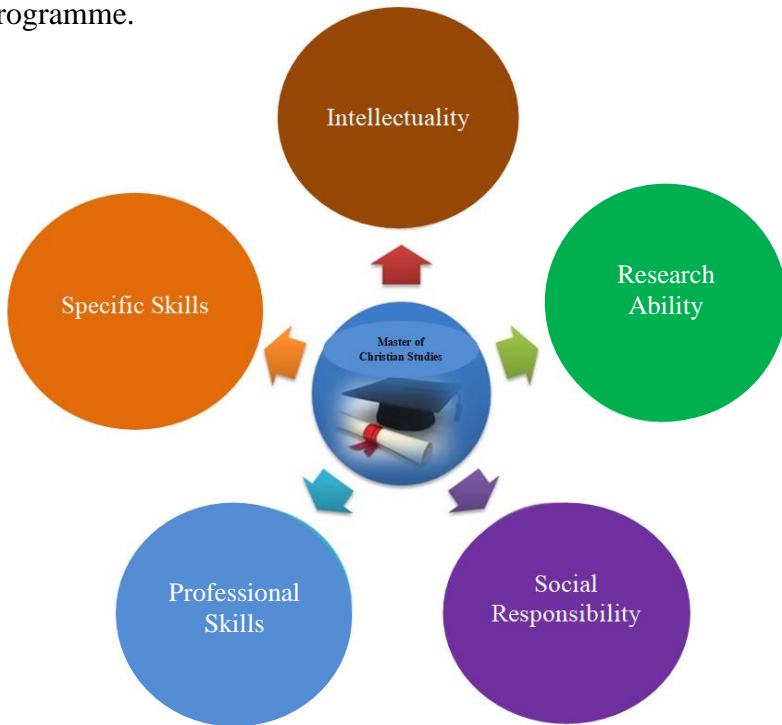 rogramme.
Intellectuality
Research
Ability
Specific Skills
Master of
Christian Studies
Professional
Skills
Social
Responsibility